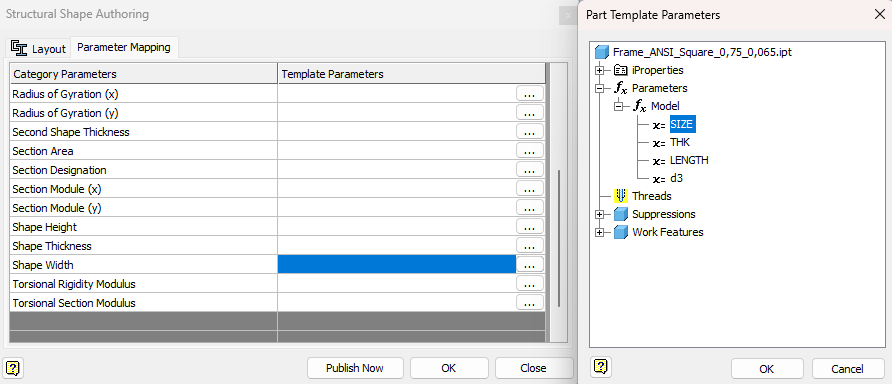 Structural Shape Authoring
Layout
Parameter Mapping
Category Parameters Template Parameters
Radius of Gyration (x) ...
Radius of Gyration (y) ...
Second Shape Thickness ...
Section Area ...
Section Designation ...
Section Module (x) ...
Section Module (y) ...
Shape Height ...
Shape Thickness ...
Shape Width ...
Torsional Rigidity Modulus ...
Torsional Section Modulus ...
?
Publish Now
OK
Close
Part Template Parameters
Frame_ANSI_Square_0,75_0,065.ipt
iProperties
fx Parameters
fx Model
x= SIZE
x= THK
x= LENGTH
x= d3
Threads
Suppressions
Work Features
?
OK
Cancel